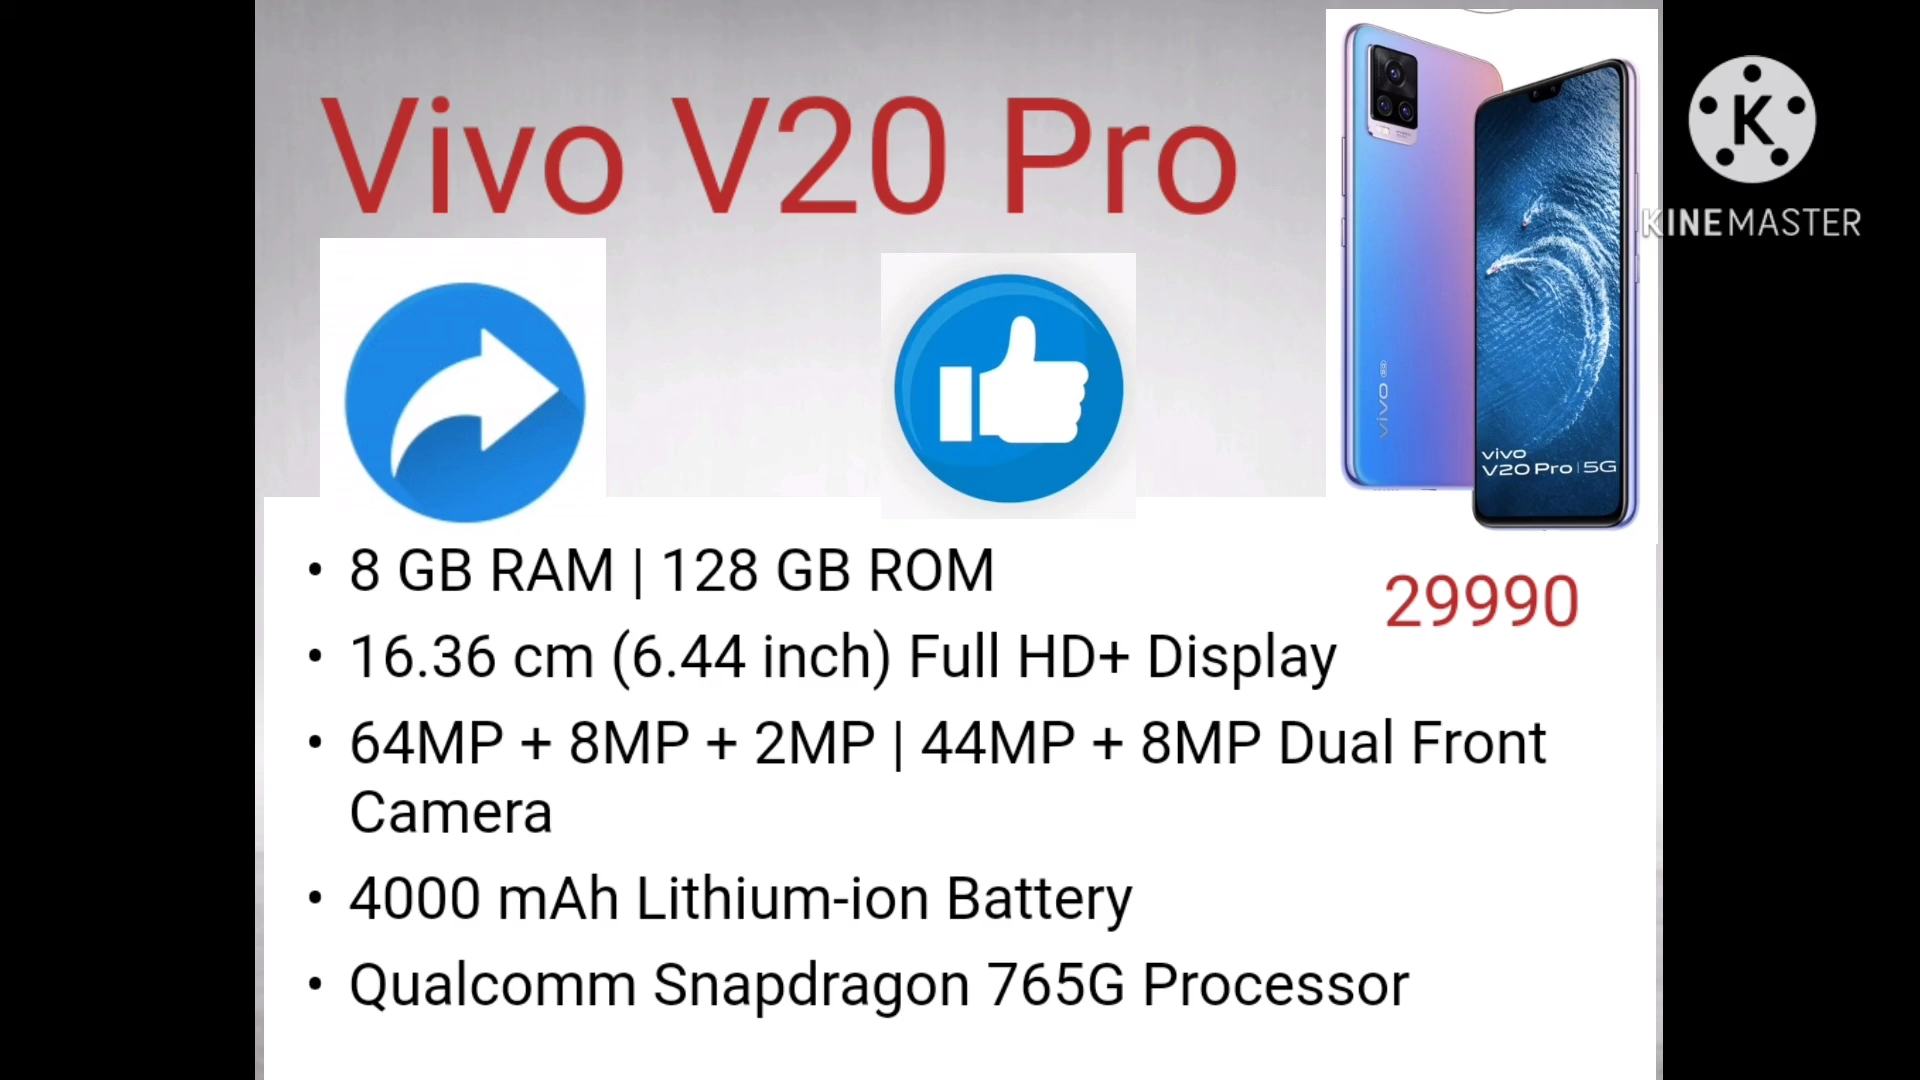 Vivo V20 Pro
K
KINEMASTER
vivo 5G
vivo
V20 Pro | 5G
• 8 GB RAM | 128 GB ROM
29990
• 16.36 cm (6.44 inch) Full HD+ Display
• 64MP + 8MP + 2MP | 44MP + 8MP Dual Front
Camera
• 4000 mAh Lithium-ion Battery
• Qualcomm Snapdragon 765G Processor